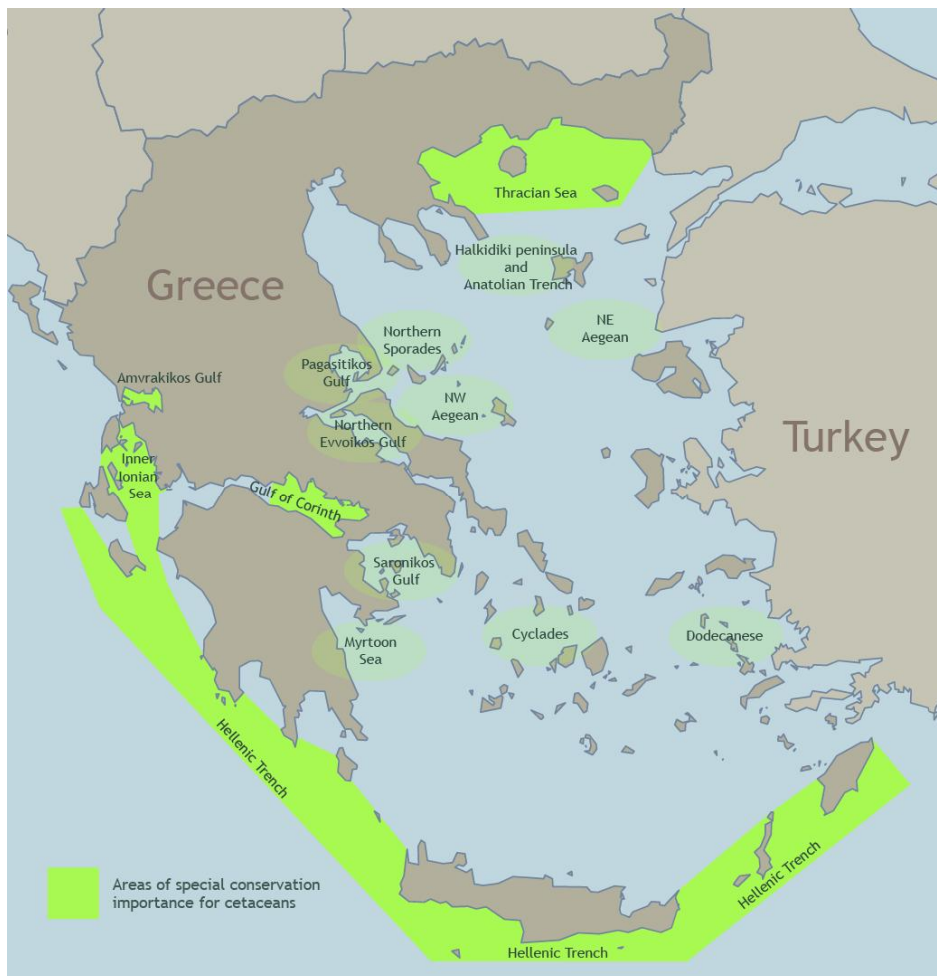 Thracian Sea
Halkidiki peninsula
and
Anatolian Trench
Greece
NE
Aegean
Northern
Sporades
Pagasitikos
Gulf
Amvrakikos Gulf
NW
Aegean
Northern
Evvoikos Gulf
Turkey
Inner
Ionian
Sea
Gulf of Corinth
Saronikos
Gulf
Myrtoon
Sea
Cyclades
Dodecanese
Hellenic Trench
Hellenic Trench
Hellenic Trench
Areas of special conservation
importance for cetaceans